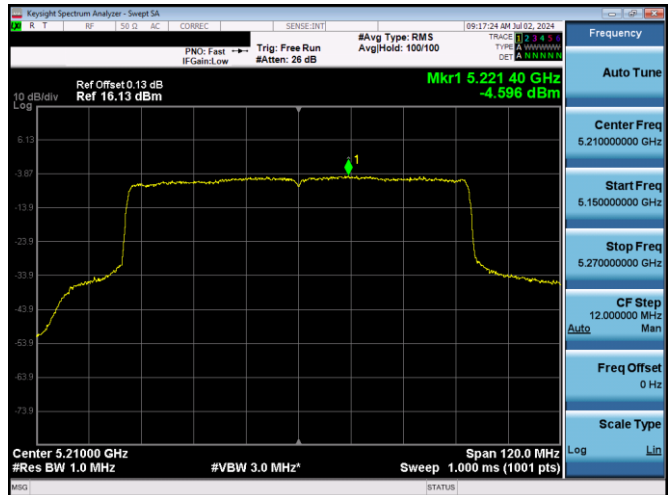 Keysight Spectrum Analyzer - Swept SA
LXI R T RF 50 Ω AC CORREC SENSE:INT 09:17:24 AM Jul 02, 2024
PNO: Fast Trig: Free Run #Avg Type: RMS TRACE 1 2 3 4 5 6
IFGain:Low #Atten: 26 dB Avg|Hold: 100/100 TYPE A WWWWW
DET A NNNNN
Ref Offset 0.13 dB Mkr1 5.221 40 GHz
10 dB/div Ref 16.13 dBm -4.596 dBm
Log
1
6.13
-3.87
-13.9
-23.9
-33.9
-43.9
-53.9
-63.9
-73.9
Center 5.21000 GHz Span 120.0 MHz
#Res BW 1.0 MHz #VBW 3.0 MHz* Sweep 1.000 ms (1001 pts)
MSG STATUS
Frequency
Auto Tune
Center Freq
5.210000000 GHz
Start Freq
5.150000000 GHz
Stop Freq
5.270000000 GHz
CF Step
12.000000 MHz
Auto Man
Freq Offset
0 Hz
Scale Type
Log Lin